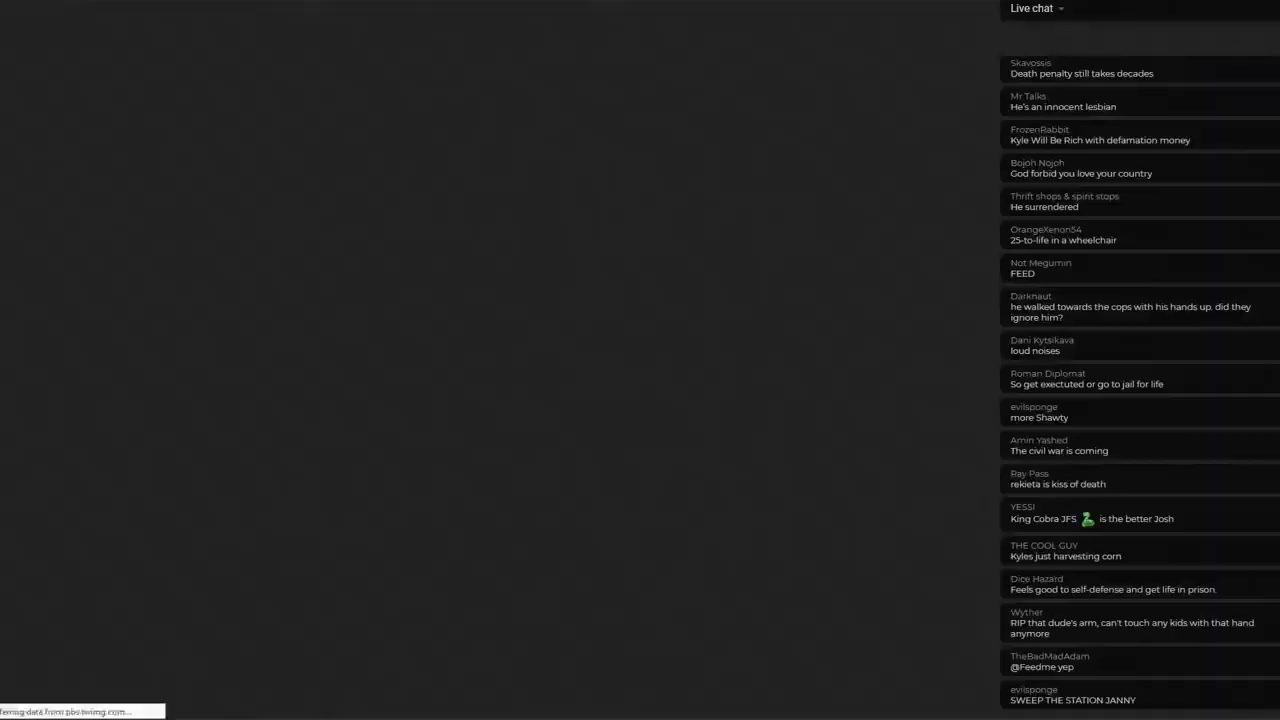 Live chat
Skavossis
Death penalty still takes decades
Mr Talks
He's an innocent lesbian
FrozenRabbit
Kyle Will Be Rich with defamation money
Bojoh Nojoh
God forbid you love your country
Thrift shops & spirit stops
He surrendered
OrangeXenon54
25-to-life in a wheelchair
Not Megumin
FEED
Darknaut
he walked towards the cops with his hands up. did they
ignore him?
Dani Kytsikava
loud noises
Roman Diplomat
So get exectuted or go to jail for life
evilsponge
more Shawty
Amin Yashed
The civil war is coming
Ray Pass
rekieta is kiss of death
YESSI
King Cobra JFS 🐍 is the better Josh
THE COOL GUY
Kyles just harvesting corn
Dice Hazard
Feels good to self-defense and get life in prison.
Wyther
RIP that dude's arm, can't touch any kids with that hand
anymore
TheBadMadAdam
@Feedme yep
evilsponge
SWEEP THE STATION JANNY
data from